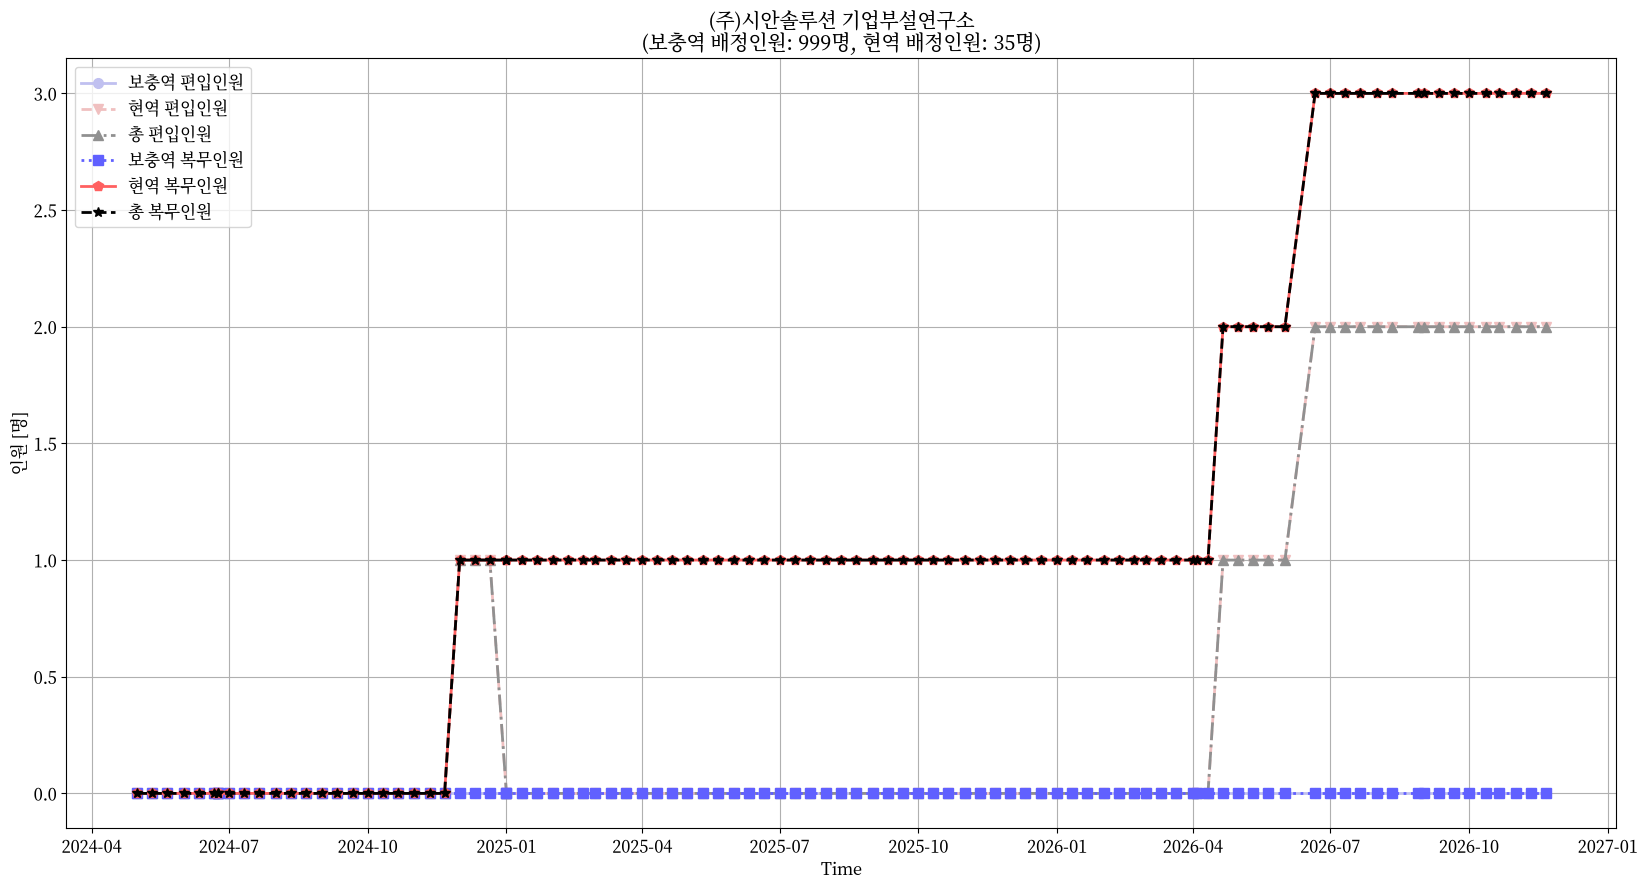 (주)시안솔루션 기업부설연구소
(보충역 배정인원: 999명, 현역 배정인원: 35명)
보충역 편입인원
현역 편입인원
총 편입인원
보충역 복무인원
현역 복무인원
총 복무인원
인원 [명]
3.0
2.5
2.0
1.5
1.0
0.5
0.0
2024-04
2024-07
2024-10
2025-01
2025-04
2025-07
2025-10
2026-01
2026-04
2026-07
2026-10
2027-01
Time